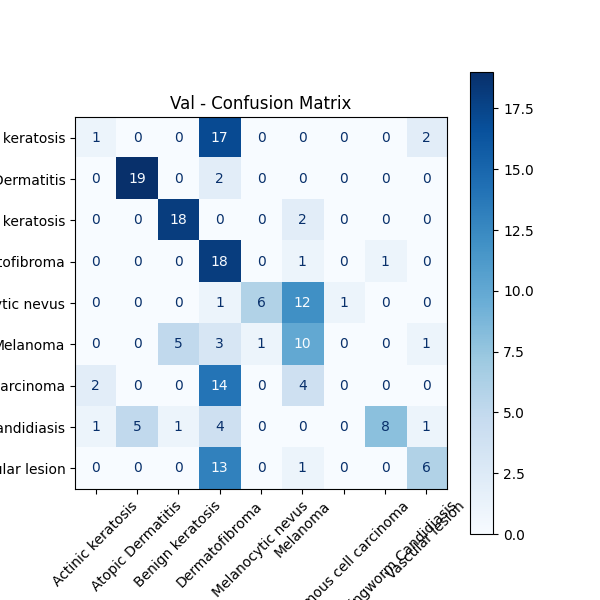 Val - Confusion Matrix
keratosis 1 0 0 17 0 0 0 0 2
Dermatitis 0 19 0 2 0 0 0 0 0
keratosis 0 0 18 0 0 2 0 0 0
tofibroma 0 0 0 18 0 1 0 1 0
ytic nevus 0 0 0 1 6 12 1 0 0
Melanoma 0 0 5 3 1 10 0 0 1
arcinoma 2 0 0 14 0 4 0 0 0
andidiasis 1 5 1 4 0 0 0 8 1
ular lesion 0 0 0 13 0 1 0 0 6
Actinic keratosis
Atopic Dermatitis
Benign keratosis
Dermatofibroma
Melanocytic nevus
Melanoma
mous cell carcinoma
ingworm Candidiasis
Vascular lesion
17.5
15.0
12.5
10.0
7.5
5.0
2.5
0.0